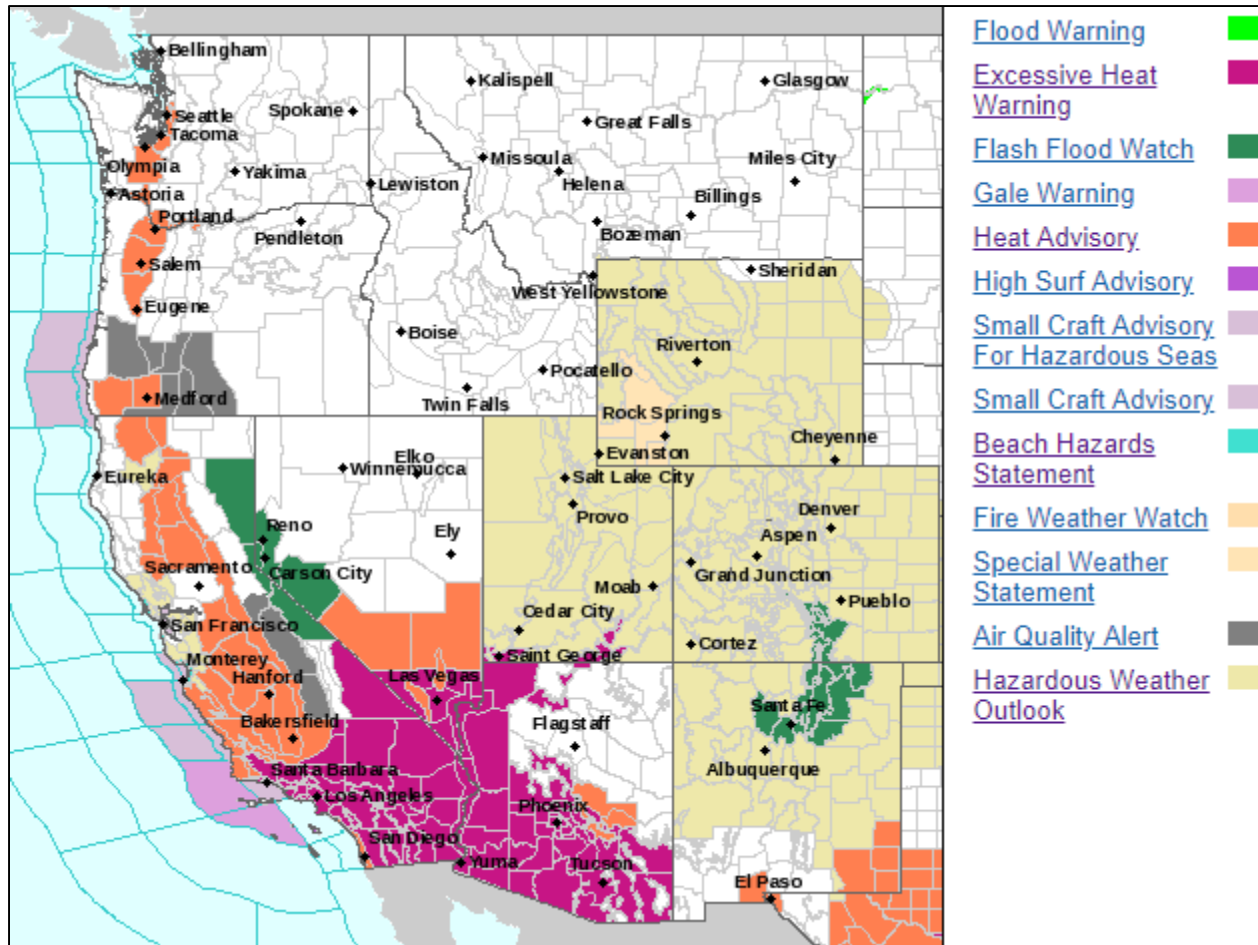 Bellingham
Kalispell
Glasgow
Seattle
Spokane
Great Falls
Tacoma
Olympia
Yakima
Missoula
Helena
Miles City
Astoria
Lewiston
Billings
Portland
Pendleton
Bozeman
Salem
Sheridan
West Yellowstone
Eugene
Boise
Riverton
Pocatello
Medford
Twin Falls
Rock Springs
Cheyenne
Evanston
Eureka
Elko
Winnemucca
Salt Lake City
Provo
Denver
Reno
Ely
Aspen
Sacramento
Carson City
Grand Junction
Moab
Pueblo
Cedar City
San Francisco
Cortez
Saint George
Monterey
Hanford
Las Vegas
Santa Fe
Bakersfield
Flagstaff
Albuquerque
Santa Barbara
Los Angeles
Phoenix
San Diego
Yuma
Tucson
El Paso
Flood Warning
Excessive Heat
Warning
Flash Flood Watch
Gale Warning
Heat Advisory
High Surf Advisory
Small Craft Advisory
For Hazardous Seas
Small Craft Advisory
Beach Hazards
Statement
Fire Weather Watch
Special Weather
Statement
Air Quality Alert
Hazardous Weather
Outlook